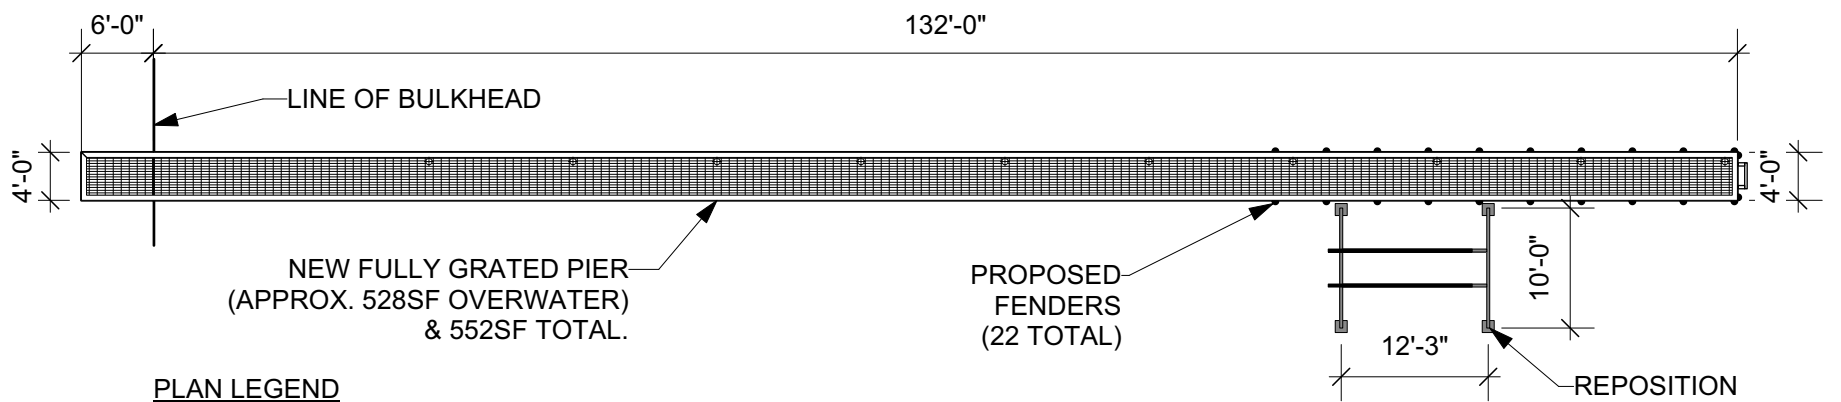 6'-0"
132'-0"
LINE OF BULKHEAD
4'-0"
4'-0"
NEW FULLY GRATED PIER
(APPROX. 528SF OVERWATER)
& 552SF TOTAL.
PROPOSED
FENDERS
(22 TOTAL)
10'-0"
12'-3"
REPOSITION
PLAN LEGEND